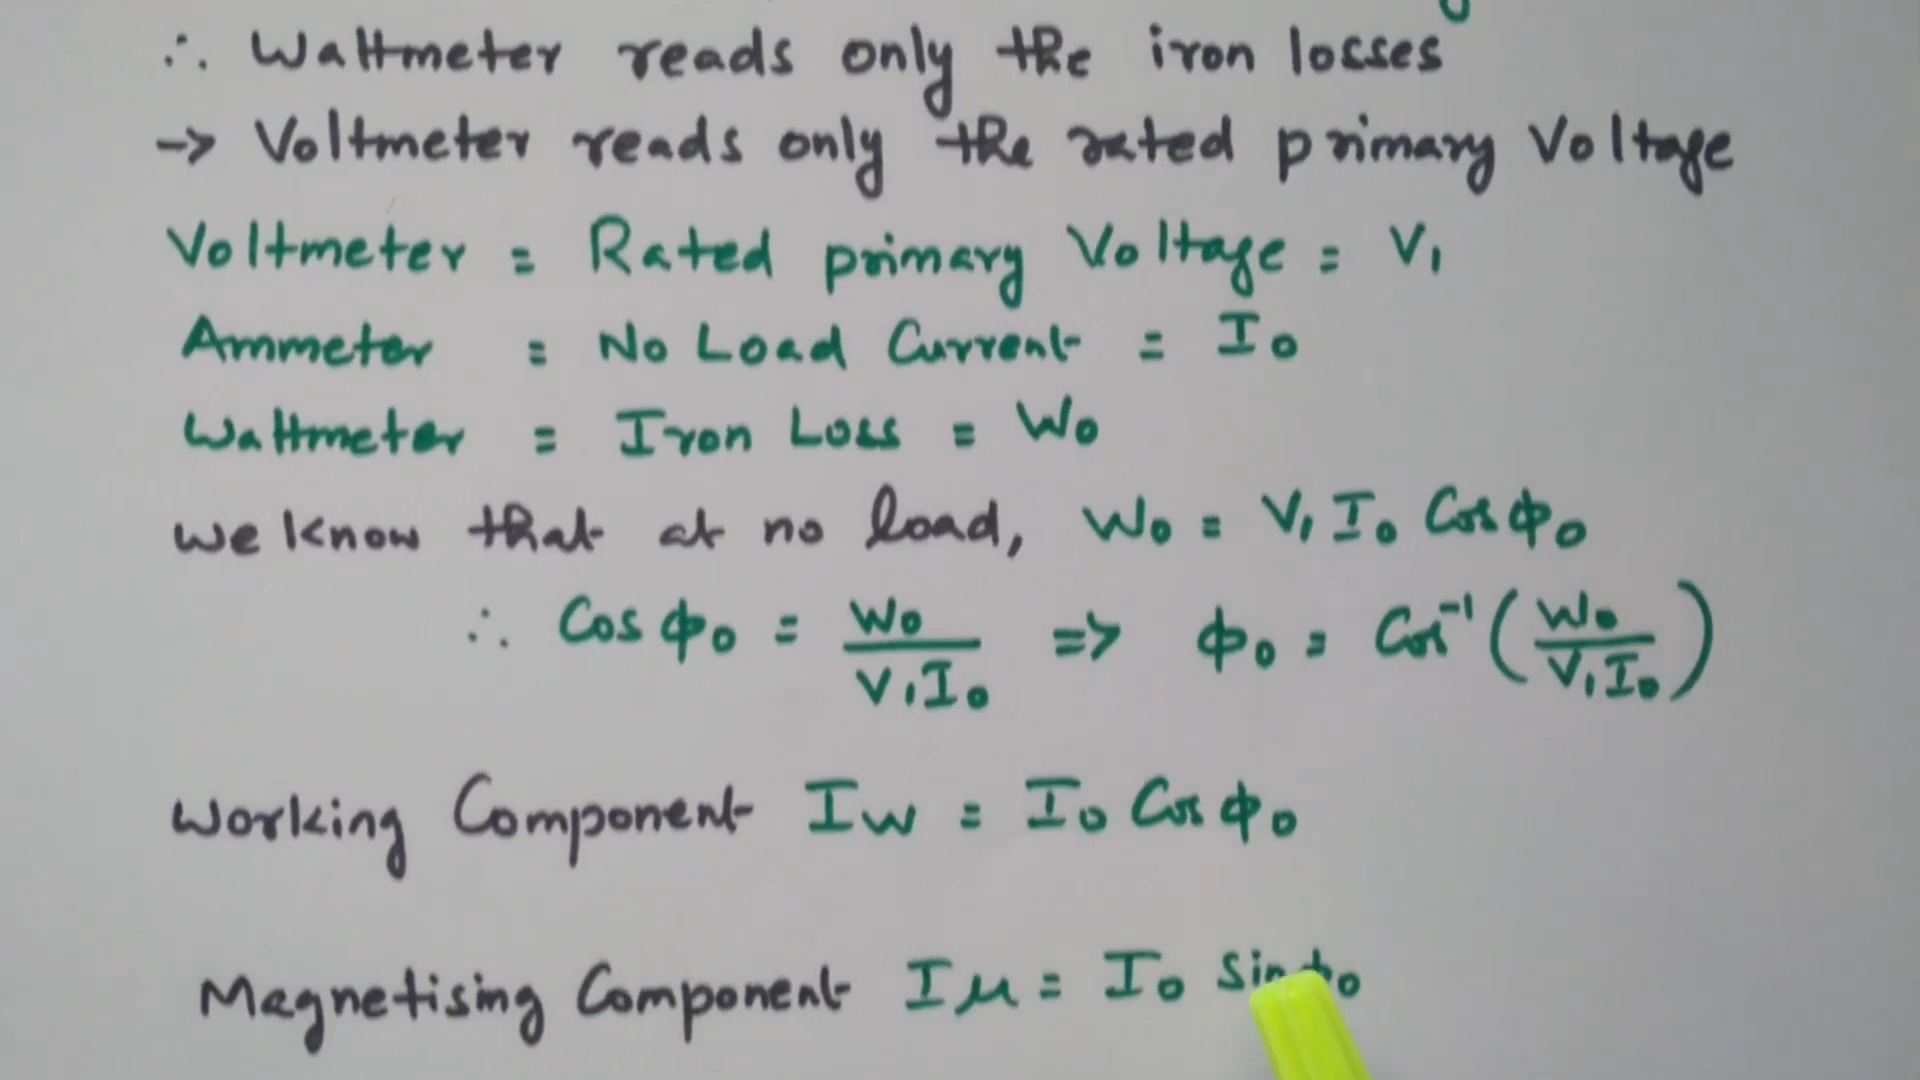 ∴ Wattmeter reads only the iron losses
→ Voltmeter reads only the rated primary Voltage
Voltmeter = Rated primary Voltage = V₁
Ammeter = No Load Current = I₀
Wattmeter = Iron Loss = W₀
We know that at no load, W₀ = V₁ I₀ Cos ϕ₀
∴ Cos ϕ₀ = W₀ / V₁I₀ => ϕ₀ = Cos⁻¹ (W₀ / V₁I₀)
Working Component Iw = I₀ Cos ϕ₀
Magnetising Component Iμ = I₀ Sin ϕ₀